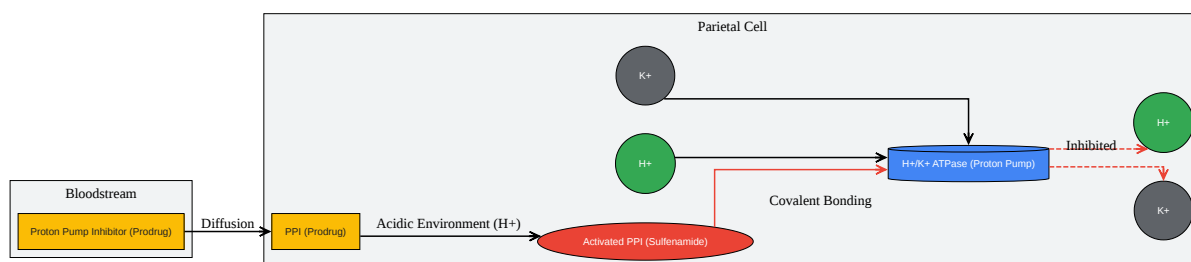 Parietal Cell
K+
H+
Inhibited
H+
H+/K+ ATPase (Proton Pump)
Bloodstream
Covalent Bonding
K+
Diffusion
Acidic Environment (H+)
Proton Pump Inhibitor (Prodrug)
PPI (Prodrug)
Activated PPI (Sulfenamide)